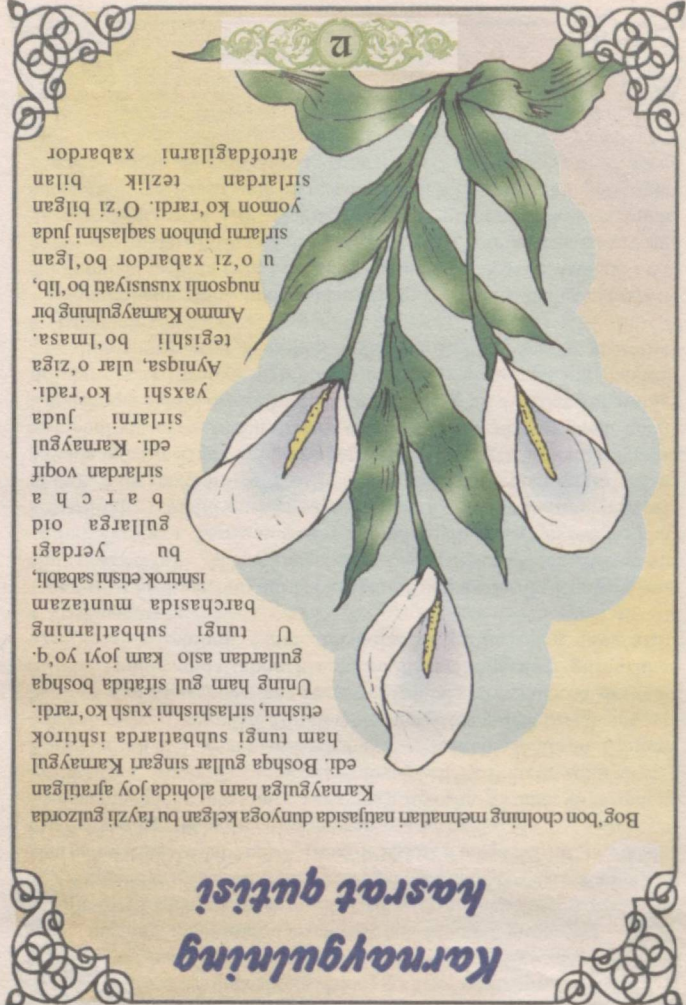 Karnaygulning
hasrat qutisi
Bog'bon cholning mehnatlari natijasida dunyoga kelgan bu fayzli gulzorda
Karnaygulga ham alohida joy ajratilgan
edi. Boshqa gullar singari Karnaygul
ham tungi suhbatlarda ishtirok
etishni, sirlashishni xush ko'rardi.
Uning ham gul sifatida boshqa
gullardan aslo kam joyi yo'q.
U tungi suhbatlarning
barchasida muntazam
ishtirok etishi sababli,
bu yerdagi
gullarga oid
barcha
sirlardan voqif
edi. Karnaygul
sirlarni juda
yaxshi ko'radi.
Ayniqsa, ular o'ziga
tegishli bo'lmasa.
Ammo Karnaygulning bir
nuqsonli xususiyati bo'lib,
u o'zi xabardor bo'lgan
sirlarni pinhon saqlashni juda
yomon ko'rardi. O'zi bilgan
sirlardan tezlik bilan
atrofdagilarni xabardor